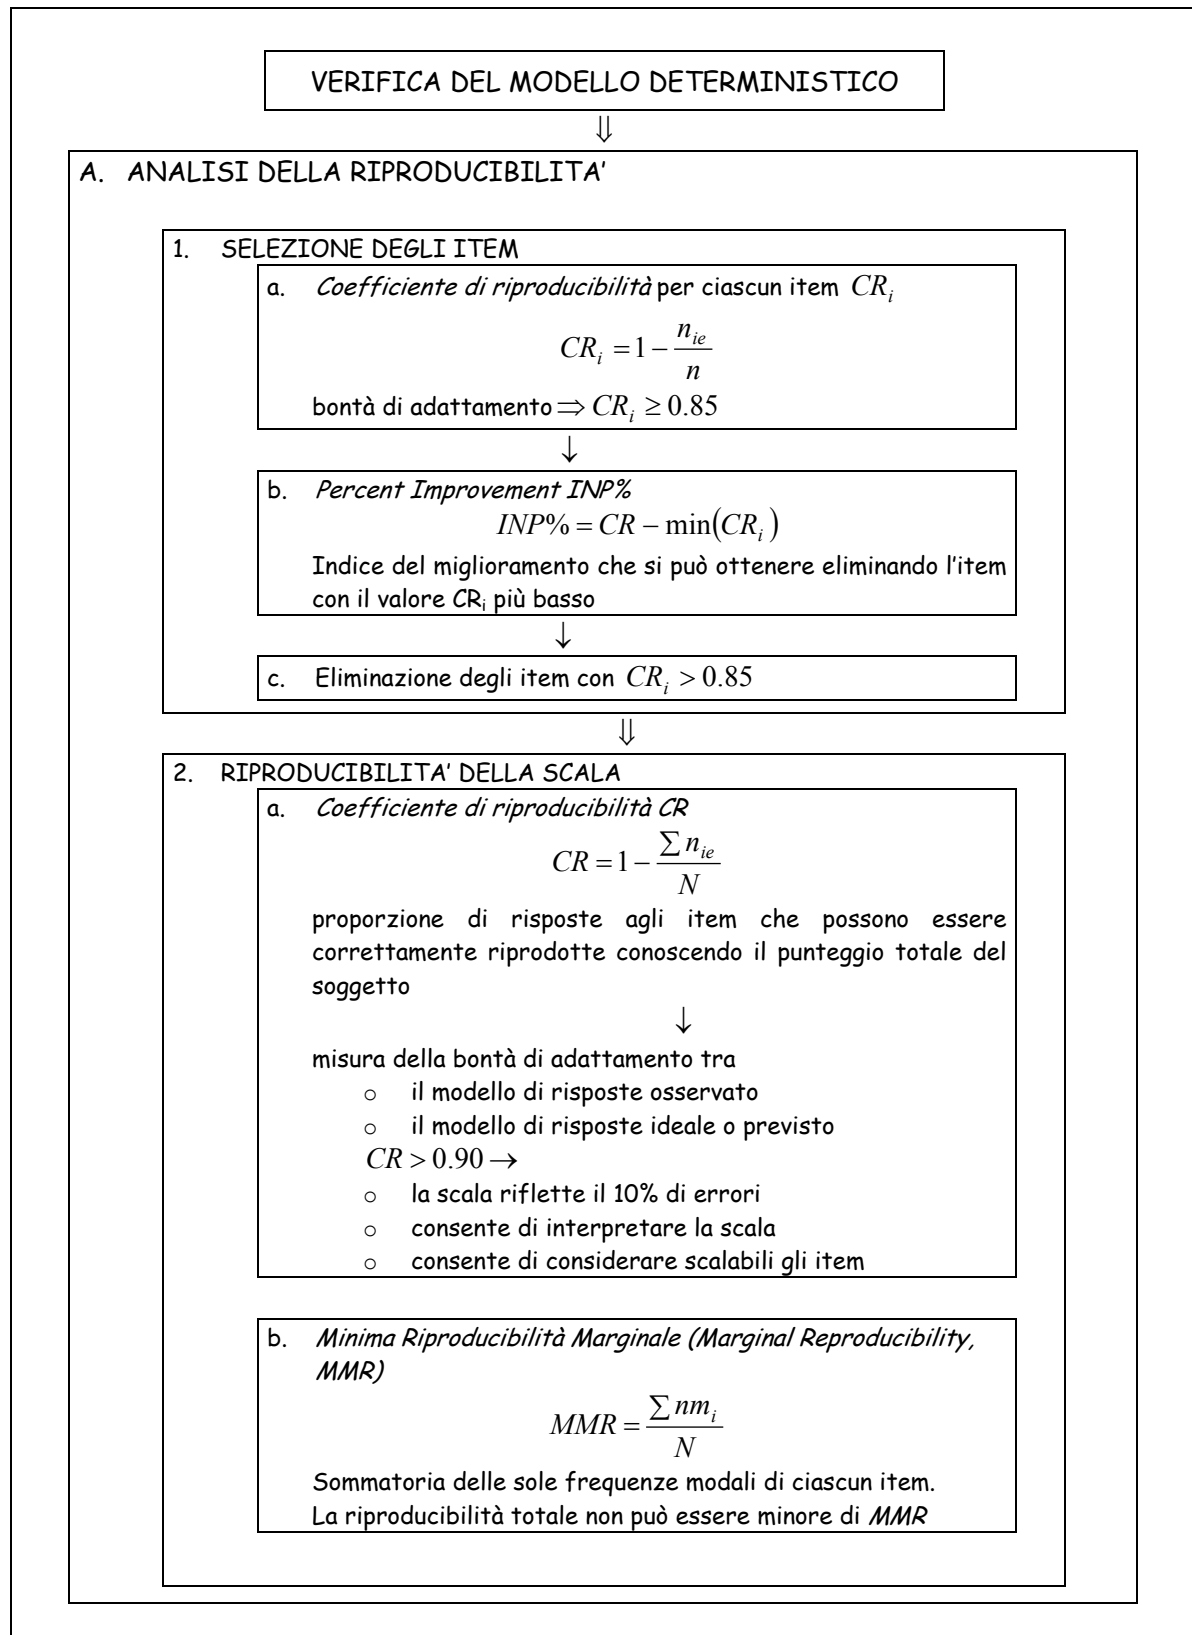 VERIFICA DEL MODELLO DETERMINISTICO
⇓
A. ANALISI DELLA RIPRODUCIBILITA'
1. SELEZIONE DEGLI ITEM
a. Coefficiente di riproducibilità per ciascun item CR_i
CR_i = 1 − n_ie / n
bontà di adattamento ⇒ CR_i ≥ 0.85
↓
b. Percent Improvement INP%
INP% = CR − min(CR_i)
Indice del miglioramento che si può ottenere eliminando l'item
con il valore CR_i più basso
↓
c. Eliminazione degli item con CR_i > 0.85
⇓
2. RIPRODUCIBILITA' DELLA SCALA
a. Coefficiente di riproducibilità CR
CR = 1 − ∑ n_ie / N
proporzione di risposte agli item che possono essere
correttamente riprodotte conoscendo il punteggio totale del
soggetto
↓
misura della bontà di adattamento tra
o il modello di risposte osservato
o il modello di risposte ideale o previsto
CR > 0.90 →
o la scala riflette il 10% di errori
o consente di interpretare la scala
o consente di considerare scalabili gli item
b. Minima Riproducibilità Marginale (Marginal Reproducibility,
MMR)
MMR = ∑ nm_i / N
Sommatoria delle sole frequenze modali di ciascun item.
La riproducibilità totale non può essere minore di MMR